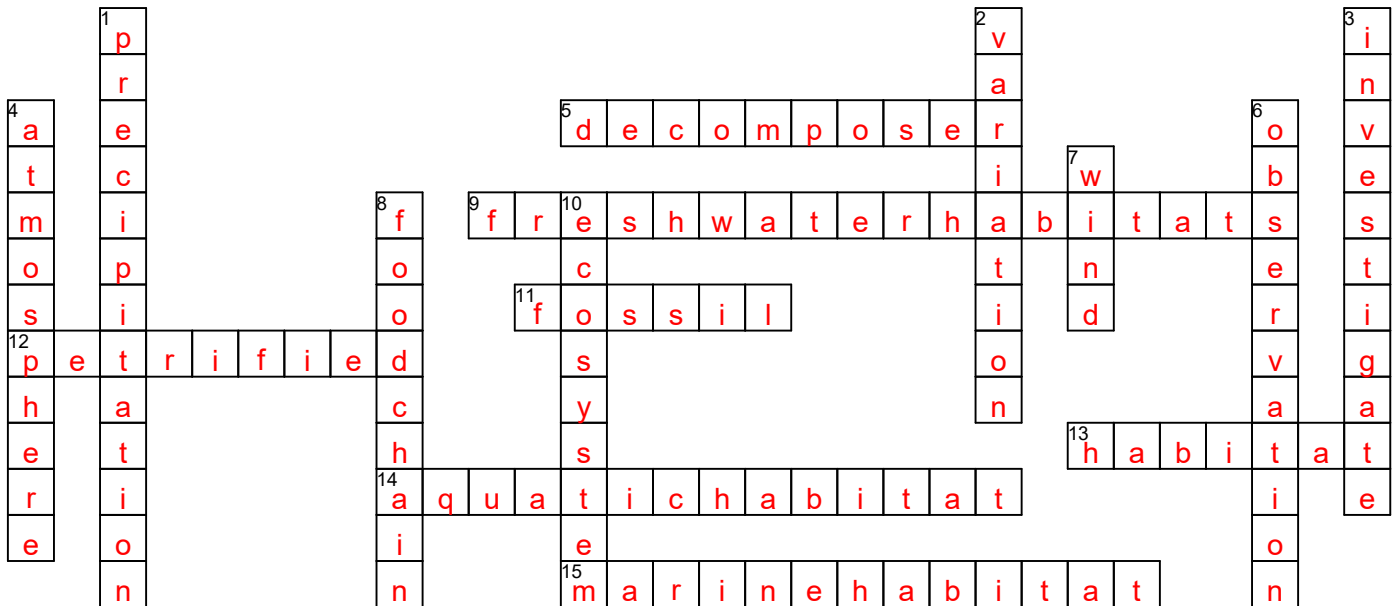 1 precipitation
2 variation
3 investigate
4 atmosphere
5 decomposer
6 observation
7 wind
8 foodchain
9 freshwaterhabitats
10 ecosystem
11 fossil
12 petrified
13 habitat
14 aquatichabitat
15 marinehabitat